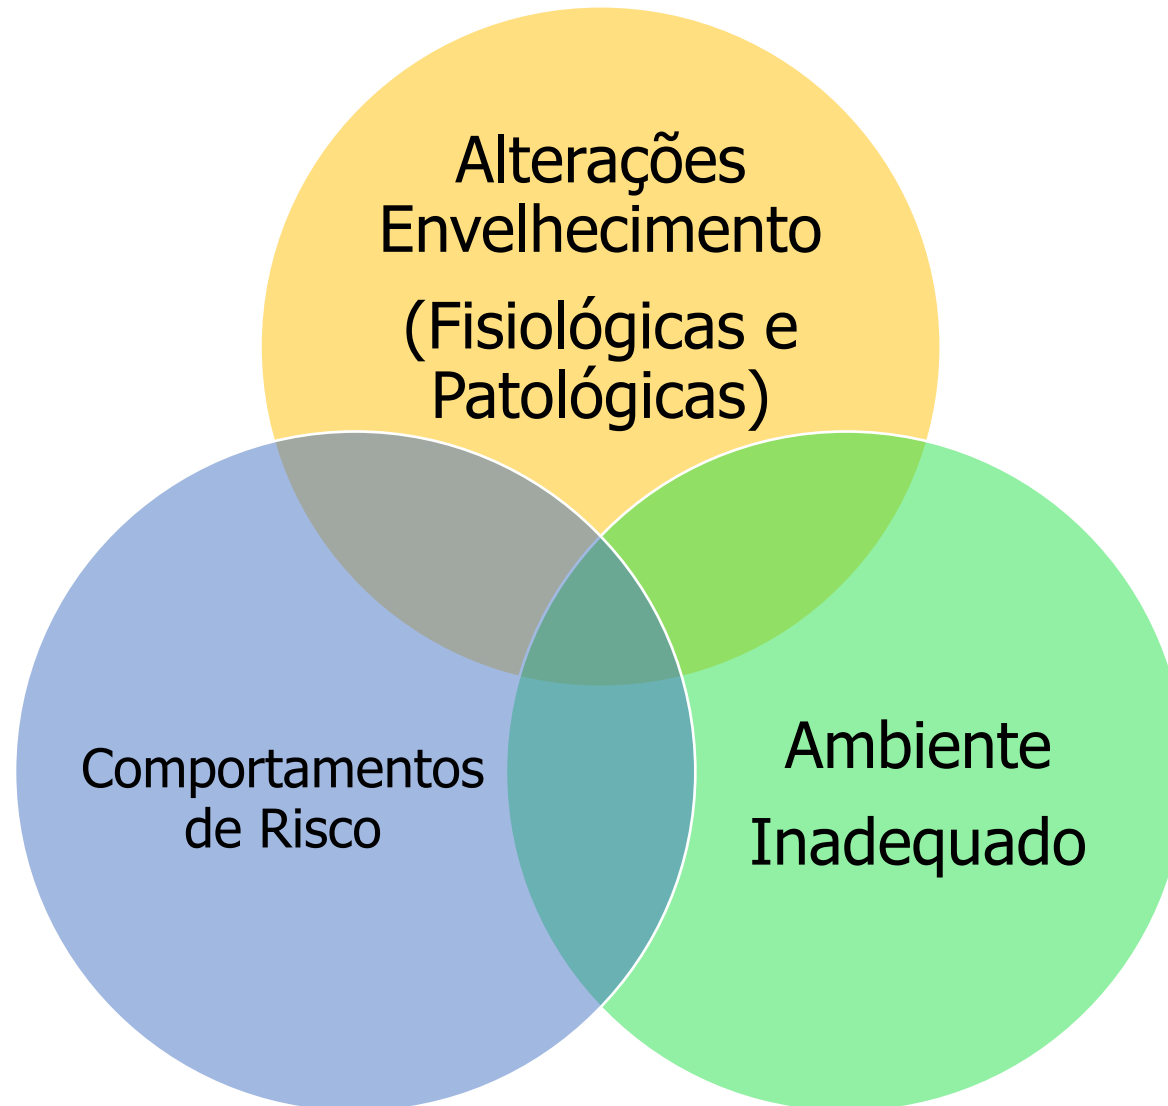 Alterações
Envelhecimento
(Fisiológicas e
Patológicas)
Comportamentos
de Risco
Ambiente
Inadequado